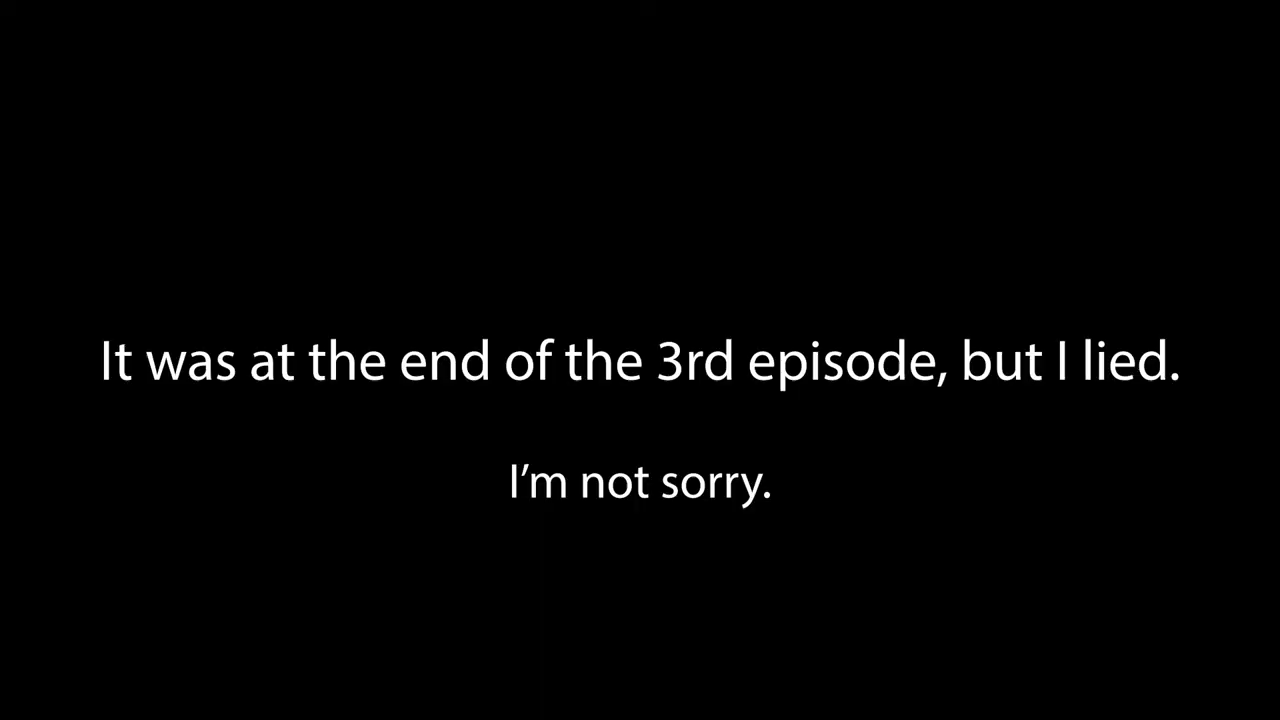 It was at the end of the 3rd episode, but I lied.
I’m not sorry.